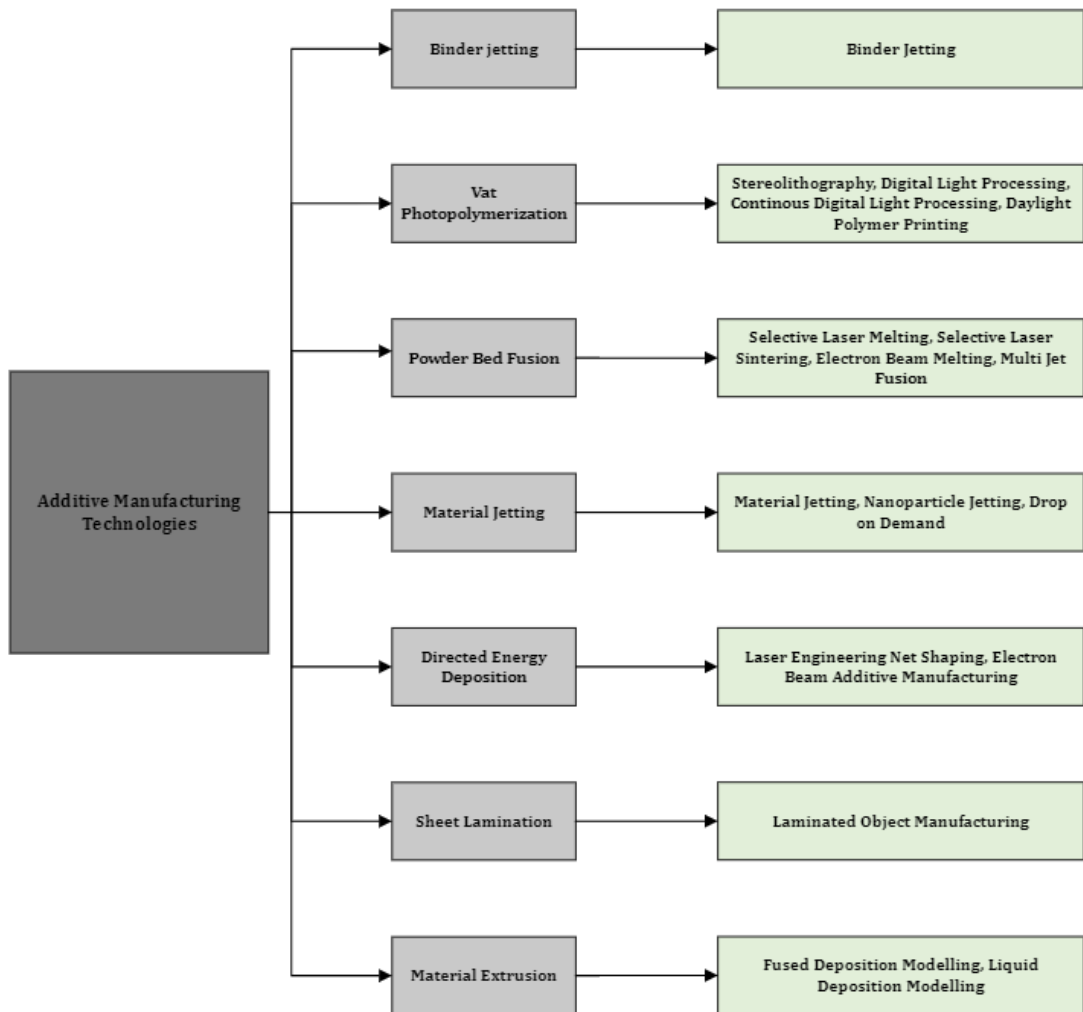 Binder jetting
Binder Jetting
Vat
Photopolymerization
Stereolithography, Digital Light Processing,
Continous Digital Light Processing, Daylight
Polymer Printing
Powder Bed Fusion
Selective Laser Melting, Selective Laser
Sintering, Electron Beam Melting, Multi Jet
Fusion
Additive Manufacturing
Technologies
Material Jetting
Material Jetting, Nanoparticle Jetting, Drop
on Demand
Directed Energy
Deposition
Laser Engineering Net Shaping, Electron
Beam Additive Manufacturing
Sheet Lamination
Laminated Object Manufacturing
Material Extrusion
Fused Deposition Modelling, Liquid
Deposition Modelling